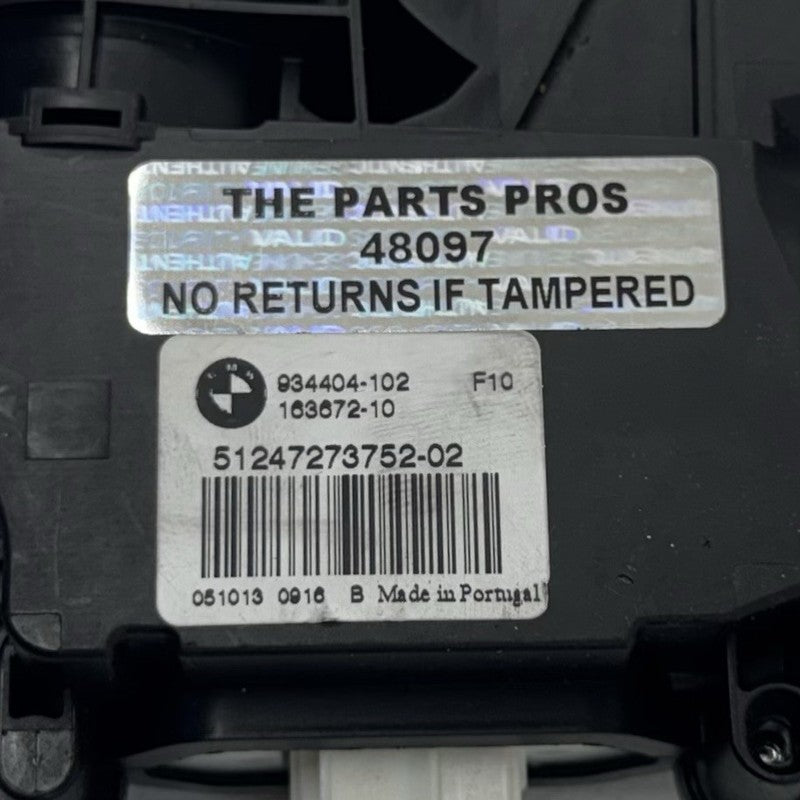 THE PARTS PROS
48097
NO RETURNS IF TAMPERED
BMW
934404-102 F10
163672-10
51247273752-02
051013 0916 B Made in Portugal